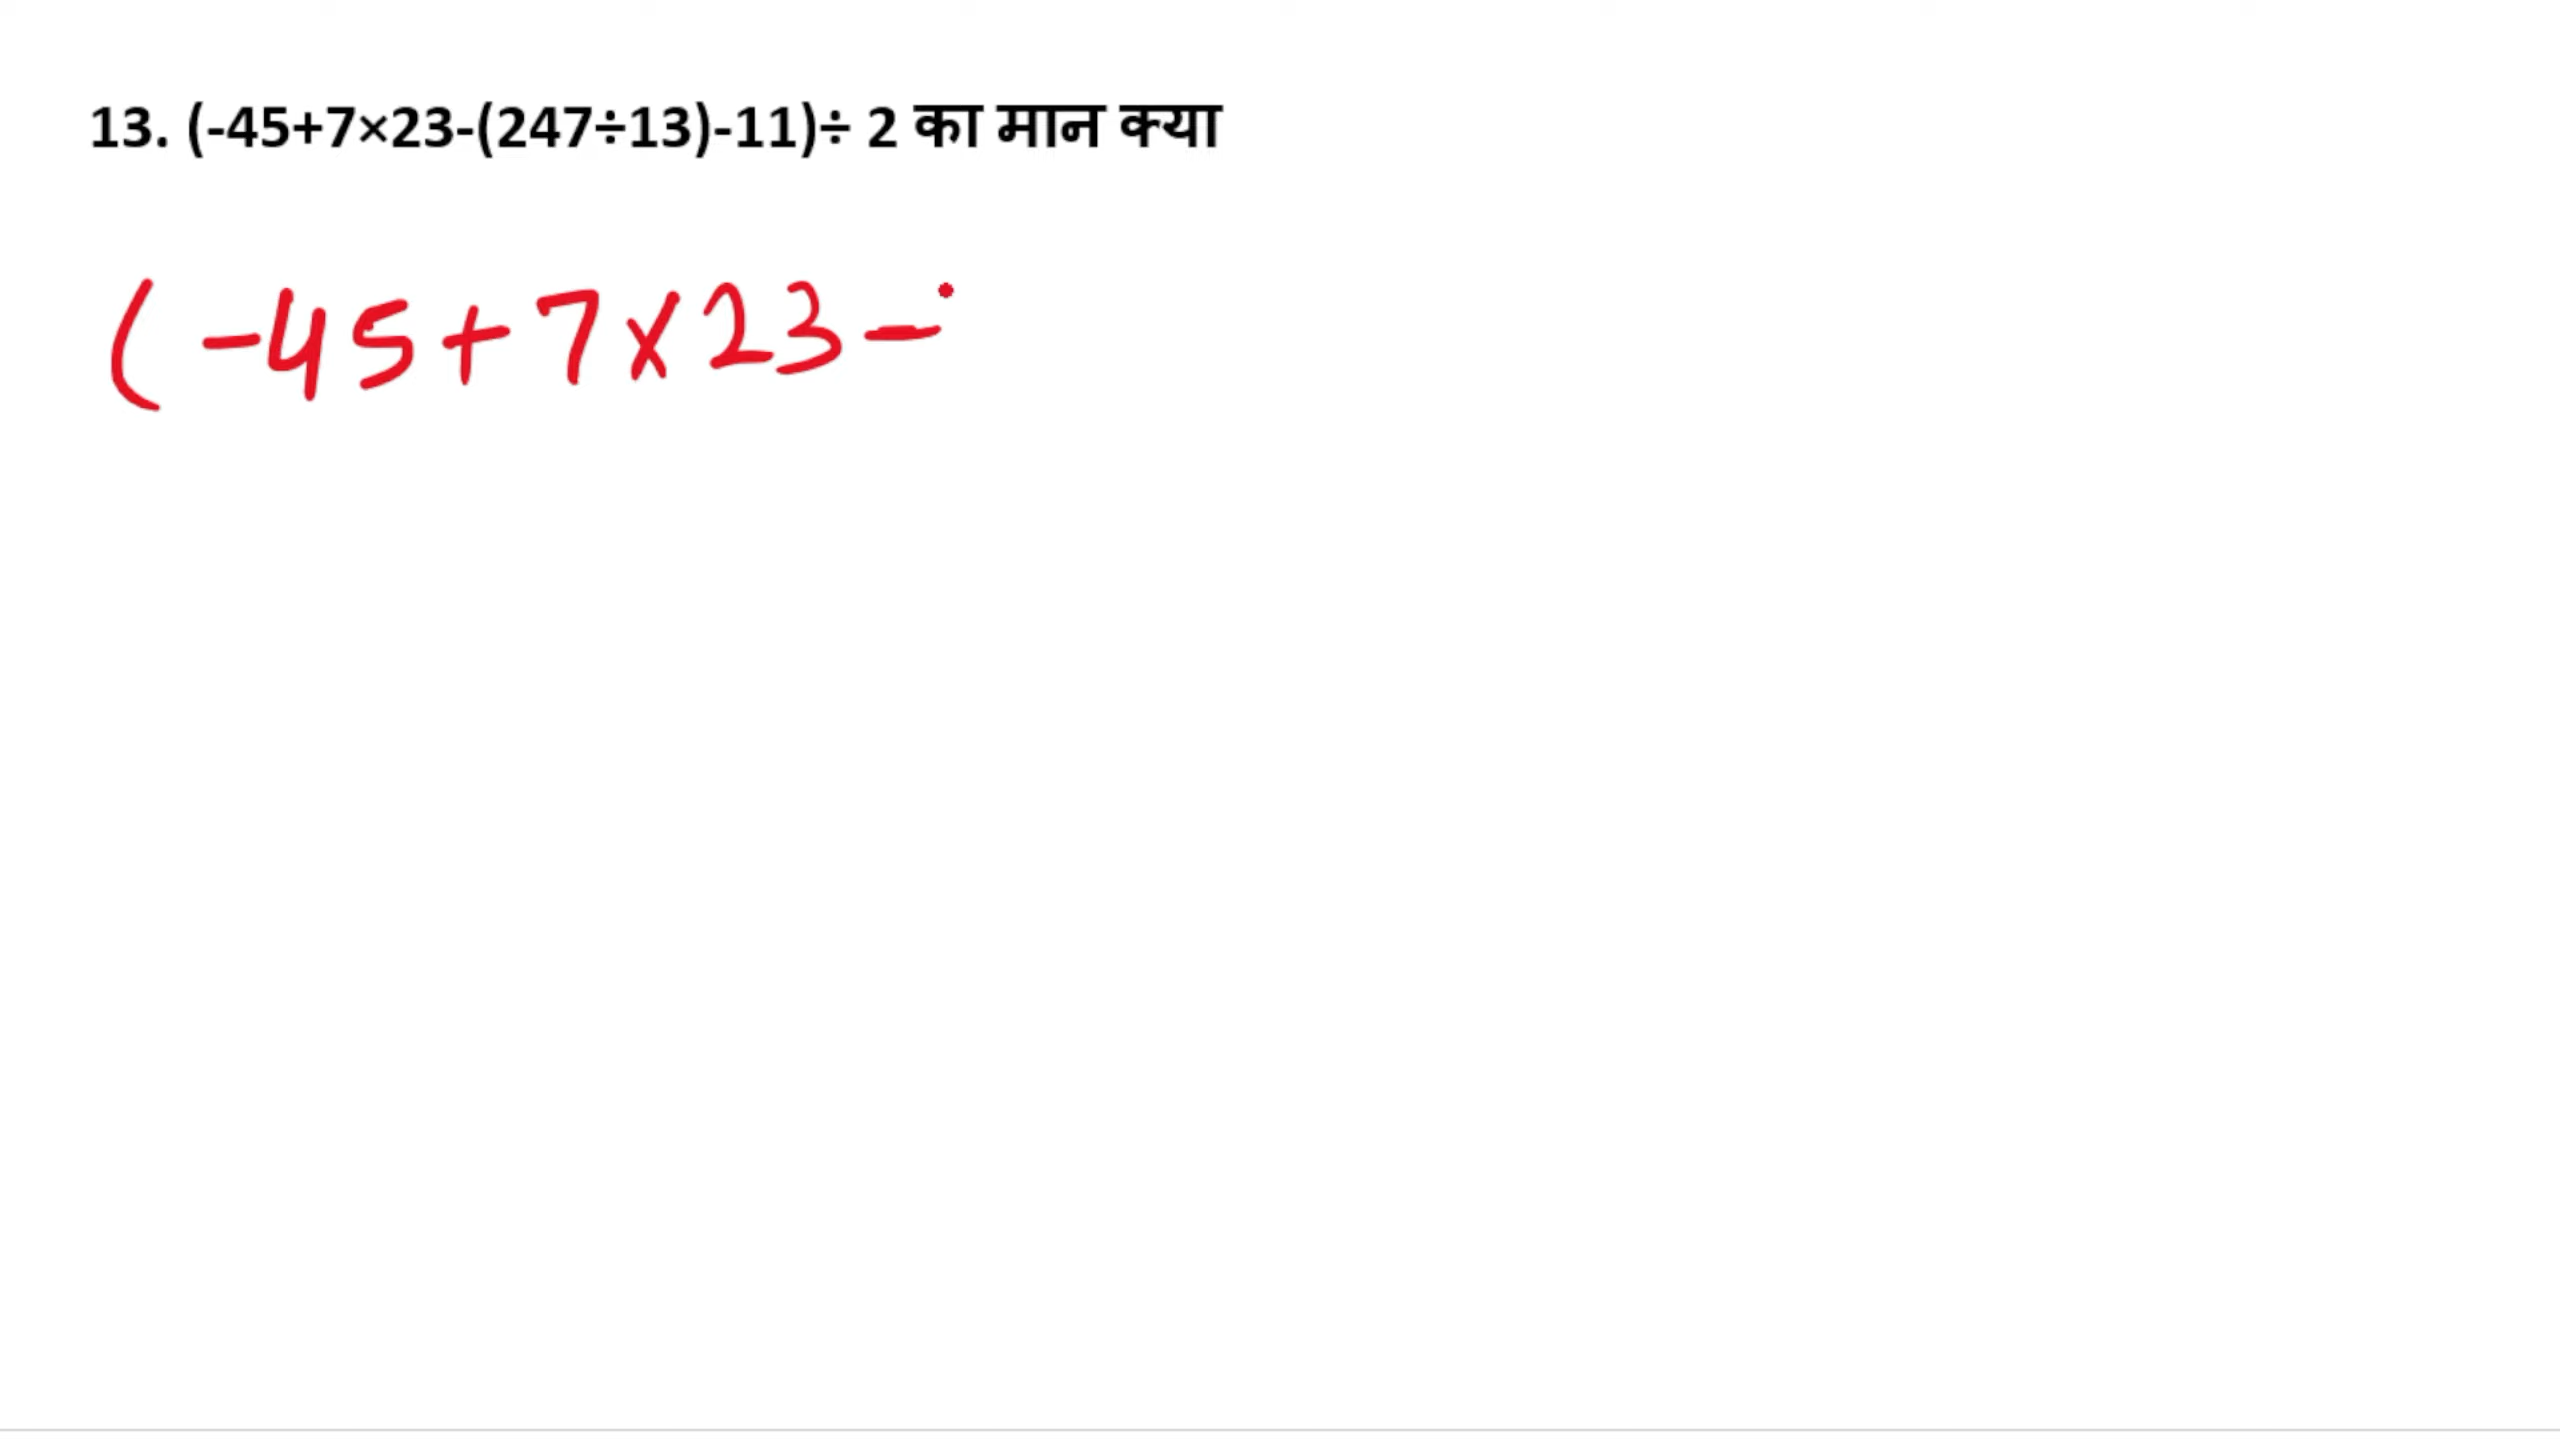 13. (-45+7×23-(247÷13)-11)÷ 2 का मान क्या
(-45+7×23-